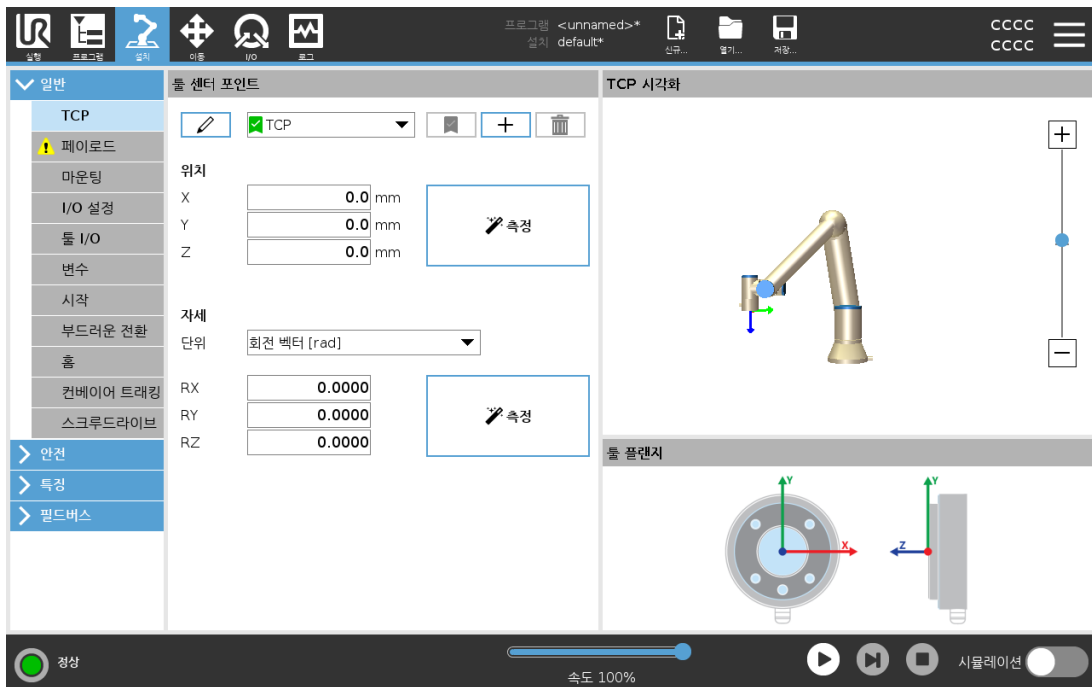 프로그램 <unnamed>*
설치 default*
CCCC
CCCC
실행 프로그램 설치 이동 I/O 로그 신규... 열기... 저장...
일반
TCP
페이로드
마운팅
I/O 설정
툴 I/O
변수
시작
부드러운 전환
홈
컨베이어 트래킹
스크루드라이브
안전
특징
필드버스
툴 센터 포인트
TCP
위치
X 0.0 mm
Y 0.0 mm
Z 0.0 mm
측정
자세
단위 회전 벡터 [rad]
RX 0.0000
RY 0.0000
RZ 0.0000
측정
TCP 시각화
툴 플랜지
Y
X
Y
Z
정상
속도 100%
시뮬레이션